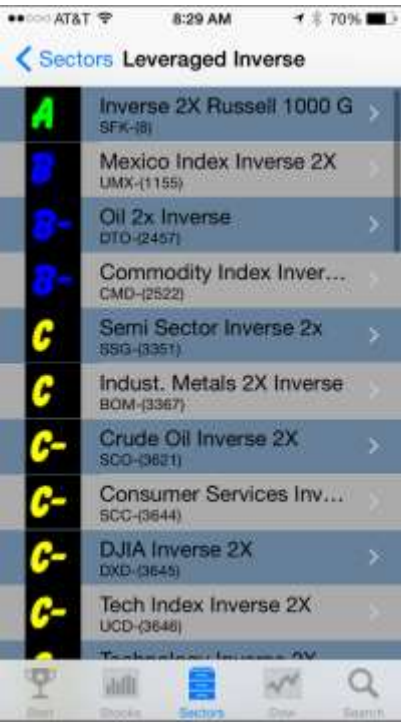 AT&T 8:29 AM 70%
Sectors Leveraged Inverse
A Inverse 2X Russell 1000 G
SFK-(8)
B Mexico Index Inverse 2X
UMX-(1155)
B- Oil 2x Inverse
DTO-(2457)
B- Commodity Index Inver...
CMD-(2522)
C Semi Sector Inverse 2x
SSG-(3351)
C Indust. Metals 2X Inverse
BOM-(3367)
C- Crude Oil Inverse 2X
SCO-(3621)
C- Consumer Services Inv...
SCC-(3644)
C- DJIA Inverse 2X
DXD-(3645)
C- Tech Index Inverse 2X
UCD-(3646)
Technology Inverse 2X
Stocks Sectors Search